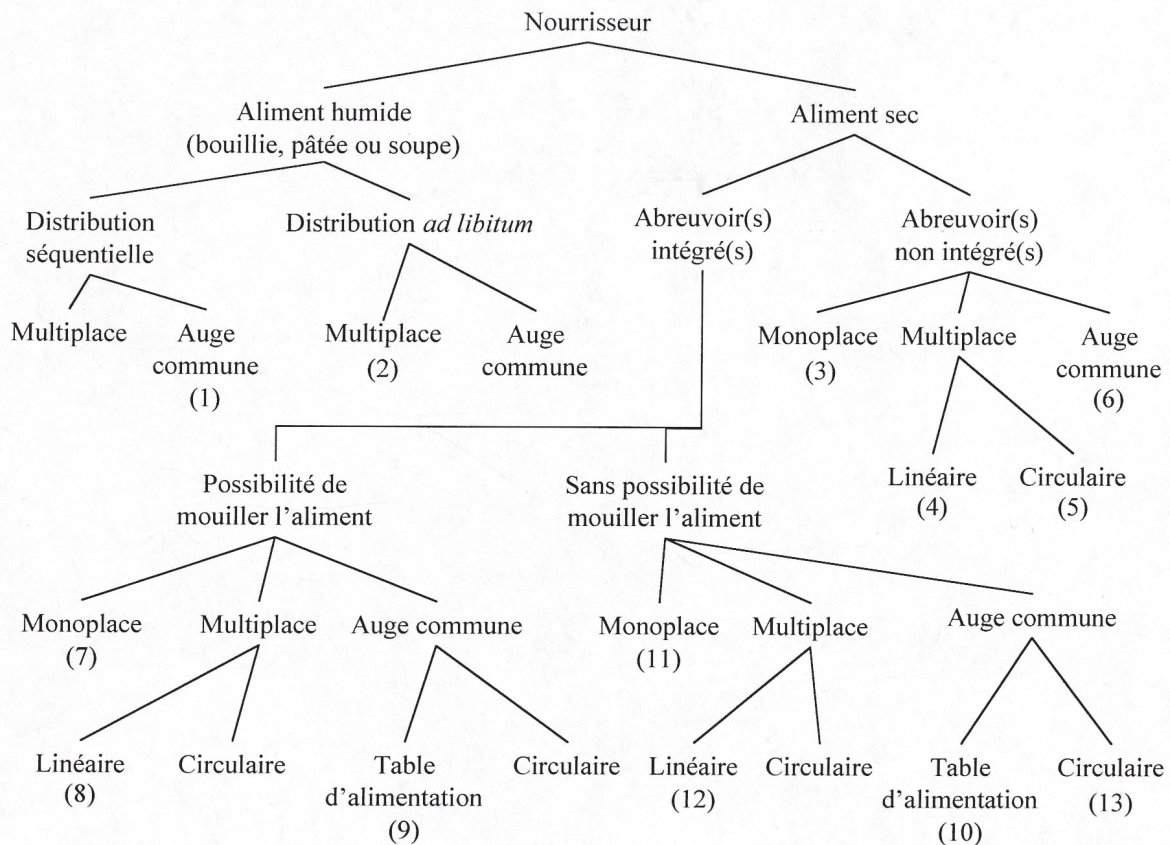 Nourrisseur
Aliment humide
(bouillie, pâtée ou soupe)
Aliment sec
Distribution
séquentielle
Distribution ad libitum
Abreuvoir(s)
intégré(s)
Abreuvoir(s)
non intégré(s)
Multiplace
Auge
commune
(1)
Multiplace
(2)
Auge
commune
Monoplace
(3)
Multiplace
Auge
commune
(6)
Linéaire
(4)
Circulaire
(5)
Possibilité de
mouiller l'aliment
Sans possibilité de
mouiller l'aliment
Monoplace
(7)
Multiplace
Auge commune
Monoplace
(11)
Multiplace
Auge commune
Linéaire
(8)
Circulaire
Table
d'alimentation
(9)
Circulaire
Linéaire
(12)
Circulaire
Table
d'alimentation
(10)
Circulaire
(13)